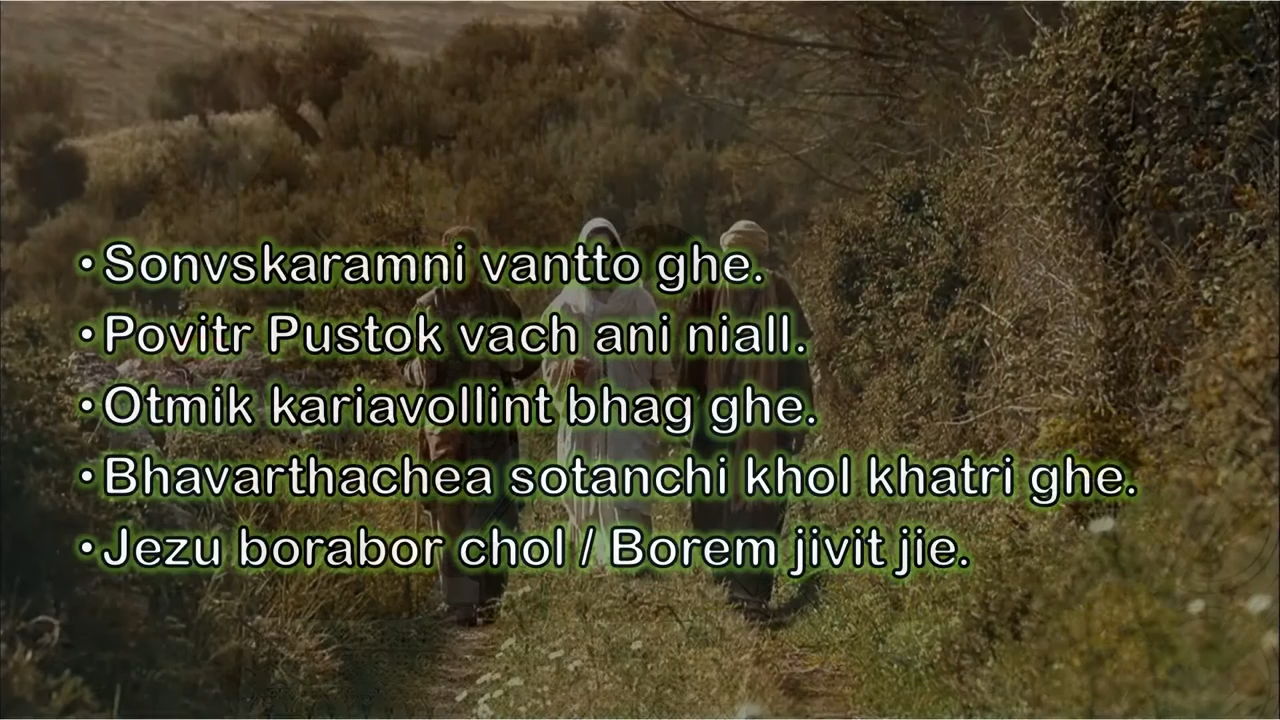 • Sonvskaramni vantto ghe.
• Povitr Pustok vach ani niall.
• Otmik kariavollint bhag ghe.
• Bhavarthachea sotanchi khol khatri ghe.
• Jezu borabor chol / Borem jivit jie.